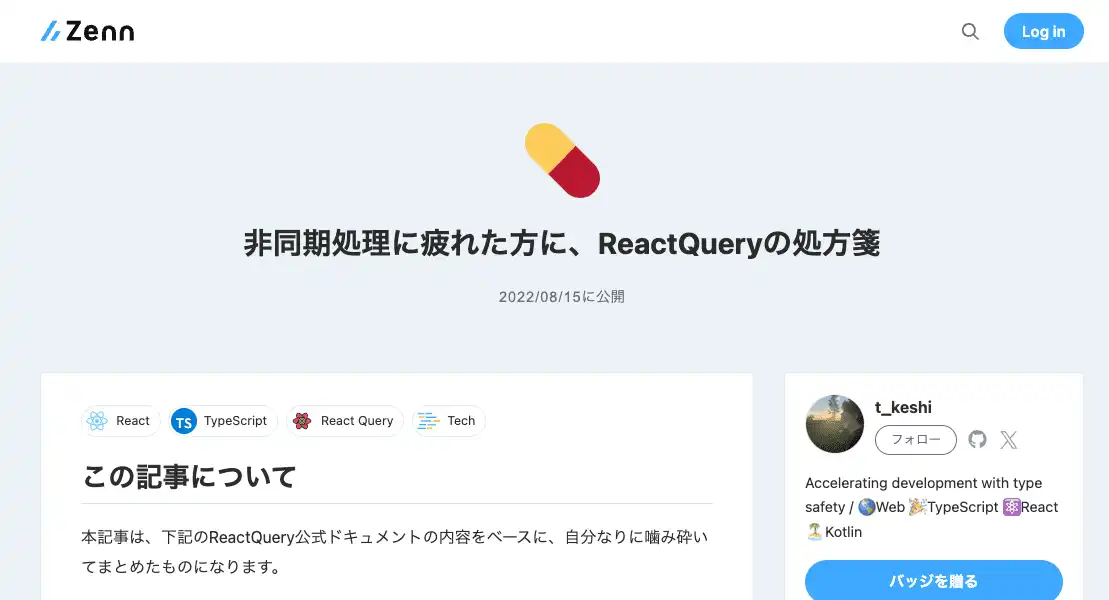 Zenn
Log in
非同期処理に疲れた方に、ReactQueryの処方箋
2022/08/15に公開
React
TypeScript
React Query
Tech
この記事について
本記事は、下記のReactQuery公式ドキュメントの内容をベースに、自分なりに噛み砕い
てまとめたものになります。
t_keshi
フォロー
Accelerating development with type
safety / 🌏Web 🎉TypeScript ⚛️React
🏝️Kotlin
バッジを贈る